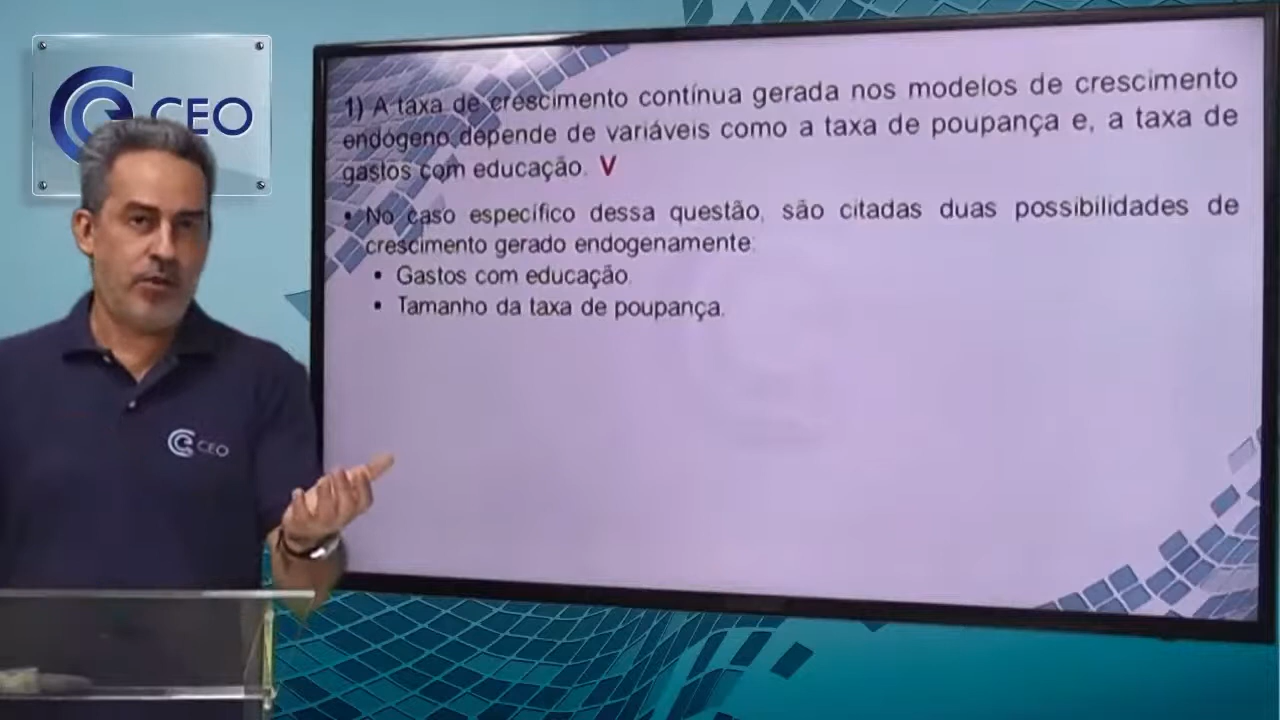 CEO
1) A taxa de crescimento contínua gerada nos modelos de crescimento
endógeno depende de variáveis como a taxa de poupança e, a taxa de
gastos com educação. V
• No caso específico dessa questão, são citadas duas possibilidades de
crescimento gerado endogenamente:
• Gastos com educação.
• Tamanho da taxa de poupança.
CEO